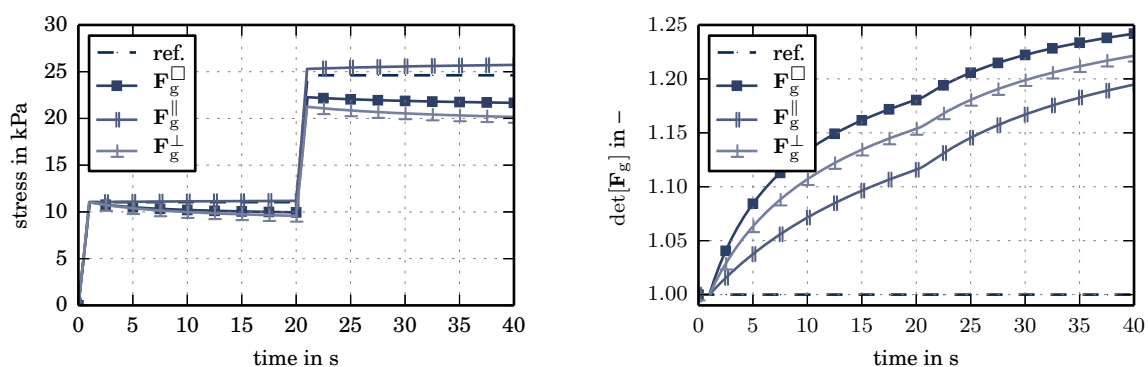 30
25
20
15
10
5
0
stress in kPa
ref.
F_g^□
F_g^∥
F_g^⊥
0 5 10 15 20 25 30 35 40
time in s
1.25
1.20
1.15
1.10
1.05
1.00
det[F_g] in –
ref.
F_g^□
F_g^∥
F_g^⊥
0 5 10 15 20 25 30 35 40
time in s